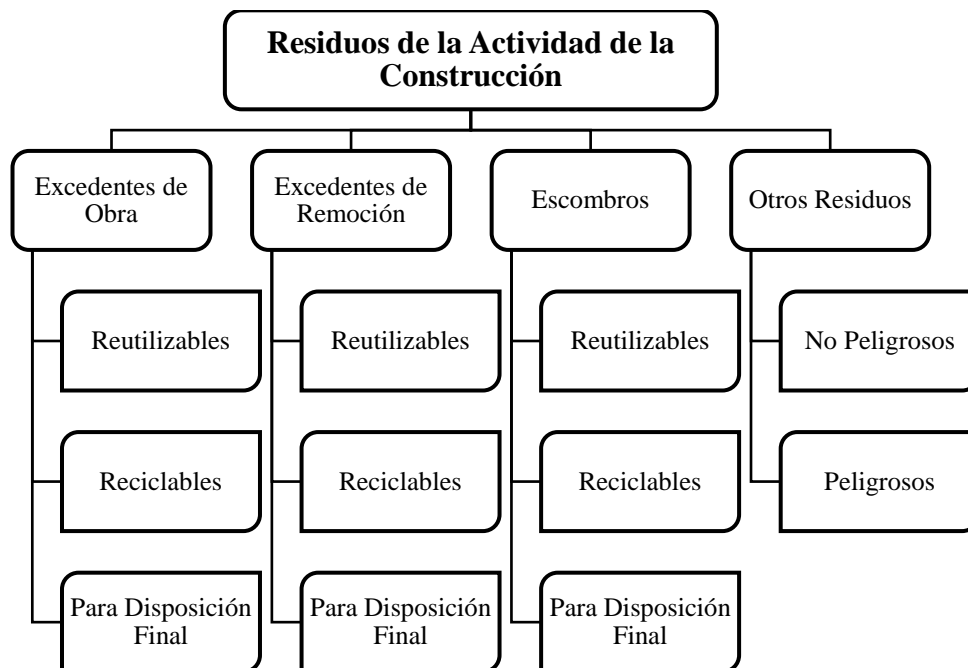 Residuos de la Actividad de la
Construcción
Excedentes de
Obra
Excedentes de
Remoción
Escombros
Otros Residuos
Reutilizables
Reutilizables
Reutilizables
No Peligrosos
Reciclables
Reciclables
Reciclables
Peligrosos
Para Disposición
Final
Para Disposición
Final
Para Disposición
Final